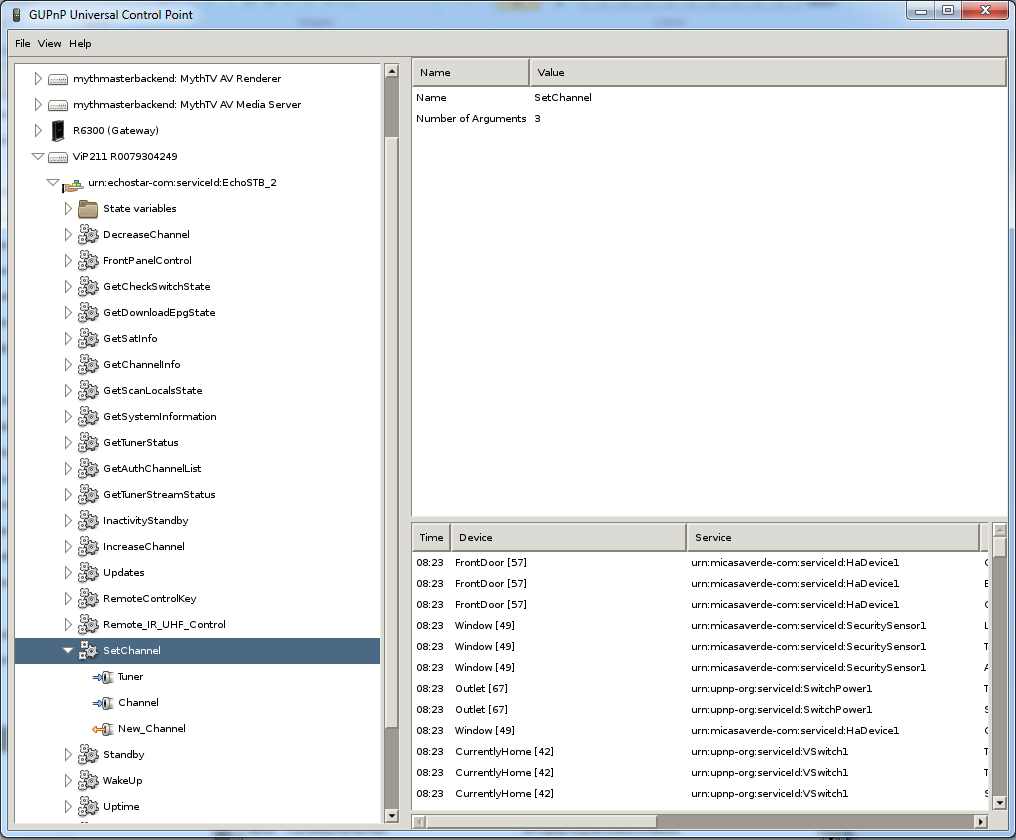 GUPnP Universal Control Point
File View Help
mythmasterbackend: MythTV AV Renderer
mythmasterbackend: MythTV AV Media Server
R6300 (Gateway)
ViP211 R0079304249
urn:echostar-com:serviceId:EchoSTB_2
State variables
DecreaseChannel
FrontPanelControl
GetCheckSwitchState
GetDownloadEpgState
GetSatInfo
GetChannelInfo
GetScanLocalsState
GetSystemInformation
GetTunerStatus
GetAuthChannelList
GetTunerStreamStatus
InactivityStandby
IncreaseChannel
Updates
RemoteControlKey
Remote_IR_UHF_Control
SetChannel
Tuner
Channel
New_Channel
Standby
WakeUp
Uptime
Name Value
Name SetChannel
Number of Arguments 3
Time Device Service
08:23 FrontDoor [57] urn:micasaverde-com:serviceId:HaDevice1
08:23 FrontDoor [57] urn:micasaverde-com:serviceId:HaDevice1
08:23 FrontDoor [57] urn:micasaverde-com:serviceId:HaDevice1
08:23 Window [49] urn:micasaverde-com:serviceId:SecuritySensor1
08:23 Window [49] urn:micasaverde-com:serviceId:SecuritySensor1
08:23 Window [49] urn:micasaverde-com:serviceId:SecuritySensor1
08:23 Outlet [67] urn:upnp-org:serviceId:SwitchPower1
08:23 Outlet [67] urn:upnp-org:serviceId:SwitchPower1
08:23 Window [49] urn:micasaverde-com:serviceId:HaDevice1
08:23 CurrentlyHome [42] urn:upnp-org:serviceId:VSwitch1
08:23 CurrentlyHome [42] urn:upnp-org:serviceId:VSwitch1
08:23 CurrentlyHome [42] urn:upnp-org:serviceId:VSwitch1